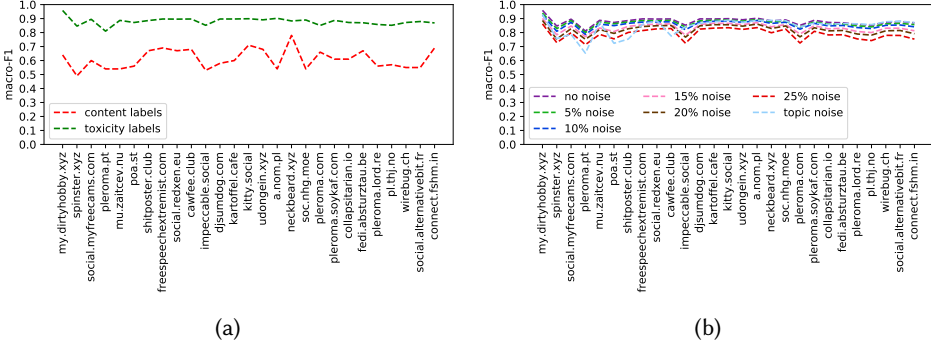 macro-F1
1.0
0.9
0.8
0.7
0.6
0.5
0.4
0.3
0.2
0.1
0.0
content labels
toxicity labels
my.dirtyhobby.xyz
spinster.xyz
social.myfreecams.com
pleroma.pt
mu.zaitcev.nu
poa.st
shitposter.club
freespeechextremist.com
social.redxen.eu
cawfee.club
impeccable.social
djsumdog.com
kartoffel.cafe
kitty.social
udongein.xyz
a.nom.pl
neckbeard.xyz
soc.nhg.moe
pleroma.com
pleroma.soykaf.com
collapsitarian.io
fedi.absturztau.be
pleroma.lord.re
pl.thj.no
wirebug.ch
social.alternativebit.fr
connect.fshm.in
(a)
macro-F1
1.0
0.9
0.8
0.7
0.6
0.5
0.4
0.3
0.2
0.1
0.0
no noise
5% noise
10% noise
15% noise
20% noise
25% noise
topic noise
my.dirtyhobby.xyz
spinster.xyz
social.myfreecams.com
pleroma.pt
mu.zaitcev.nu
poa.st
shitposter.club
freespeechextremist.com
social.redxen.eu
cawfee.club
impeccable.social
djsumdog.com
kartoffel.cafe
kitty.social
udongein.xyz
a.nom.pl
neckbeard.xyz
soc.nhg.moe
pleroma.com
pleroma.soykaf.com
collapsitarian.io
fedi.absturztau.be
pleroma.lord.re
pl.thj.no
wirebug.ch
social.alternativebit.fr
connect.fshm.in
(b)